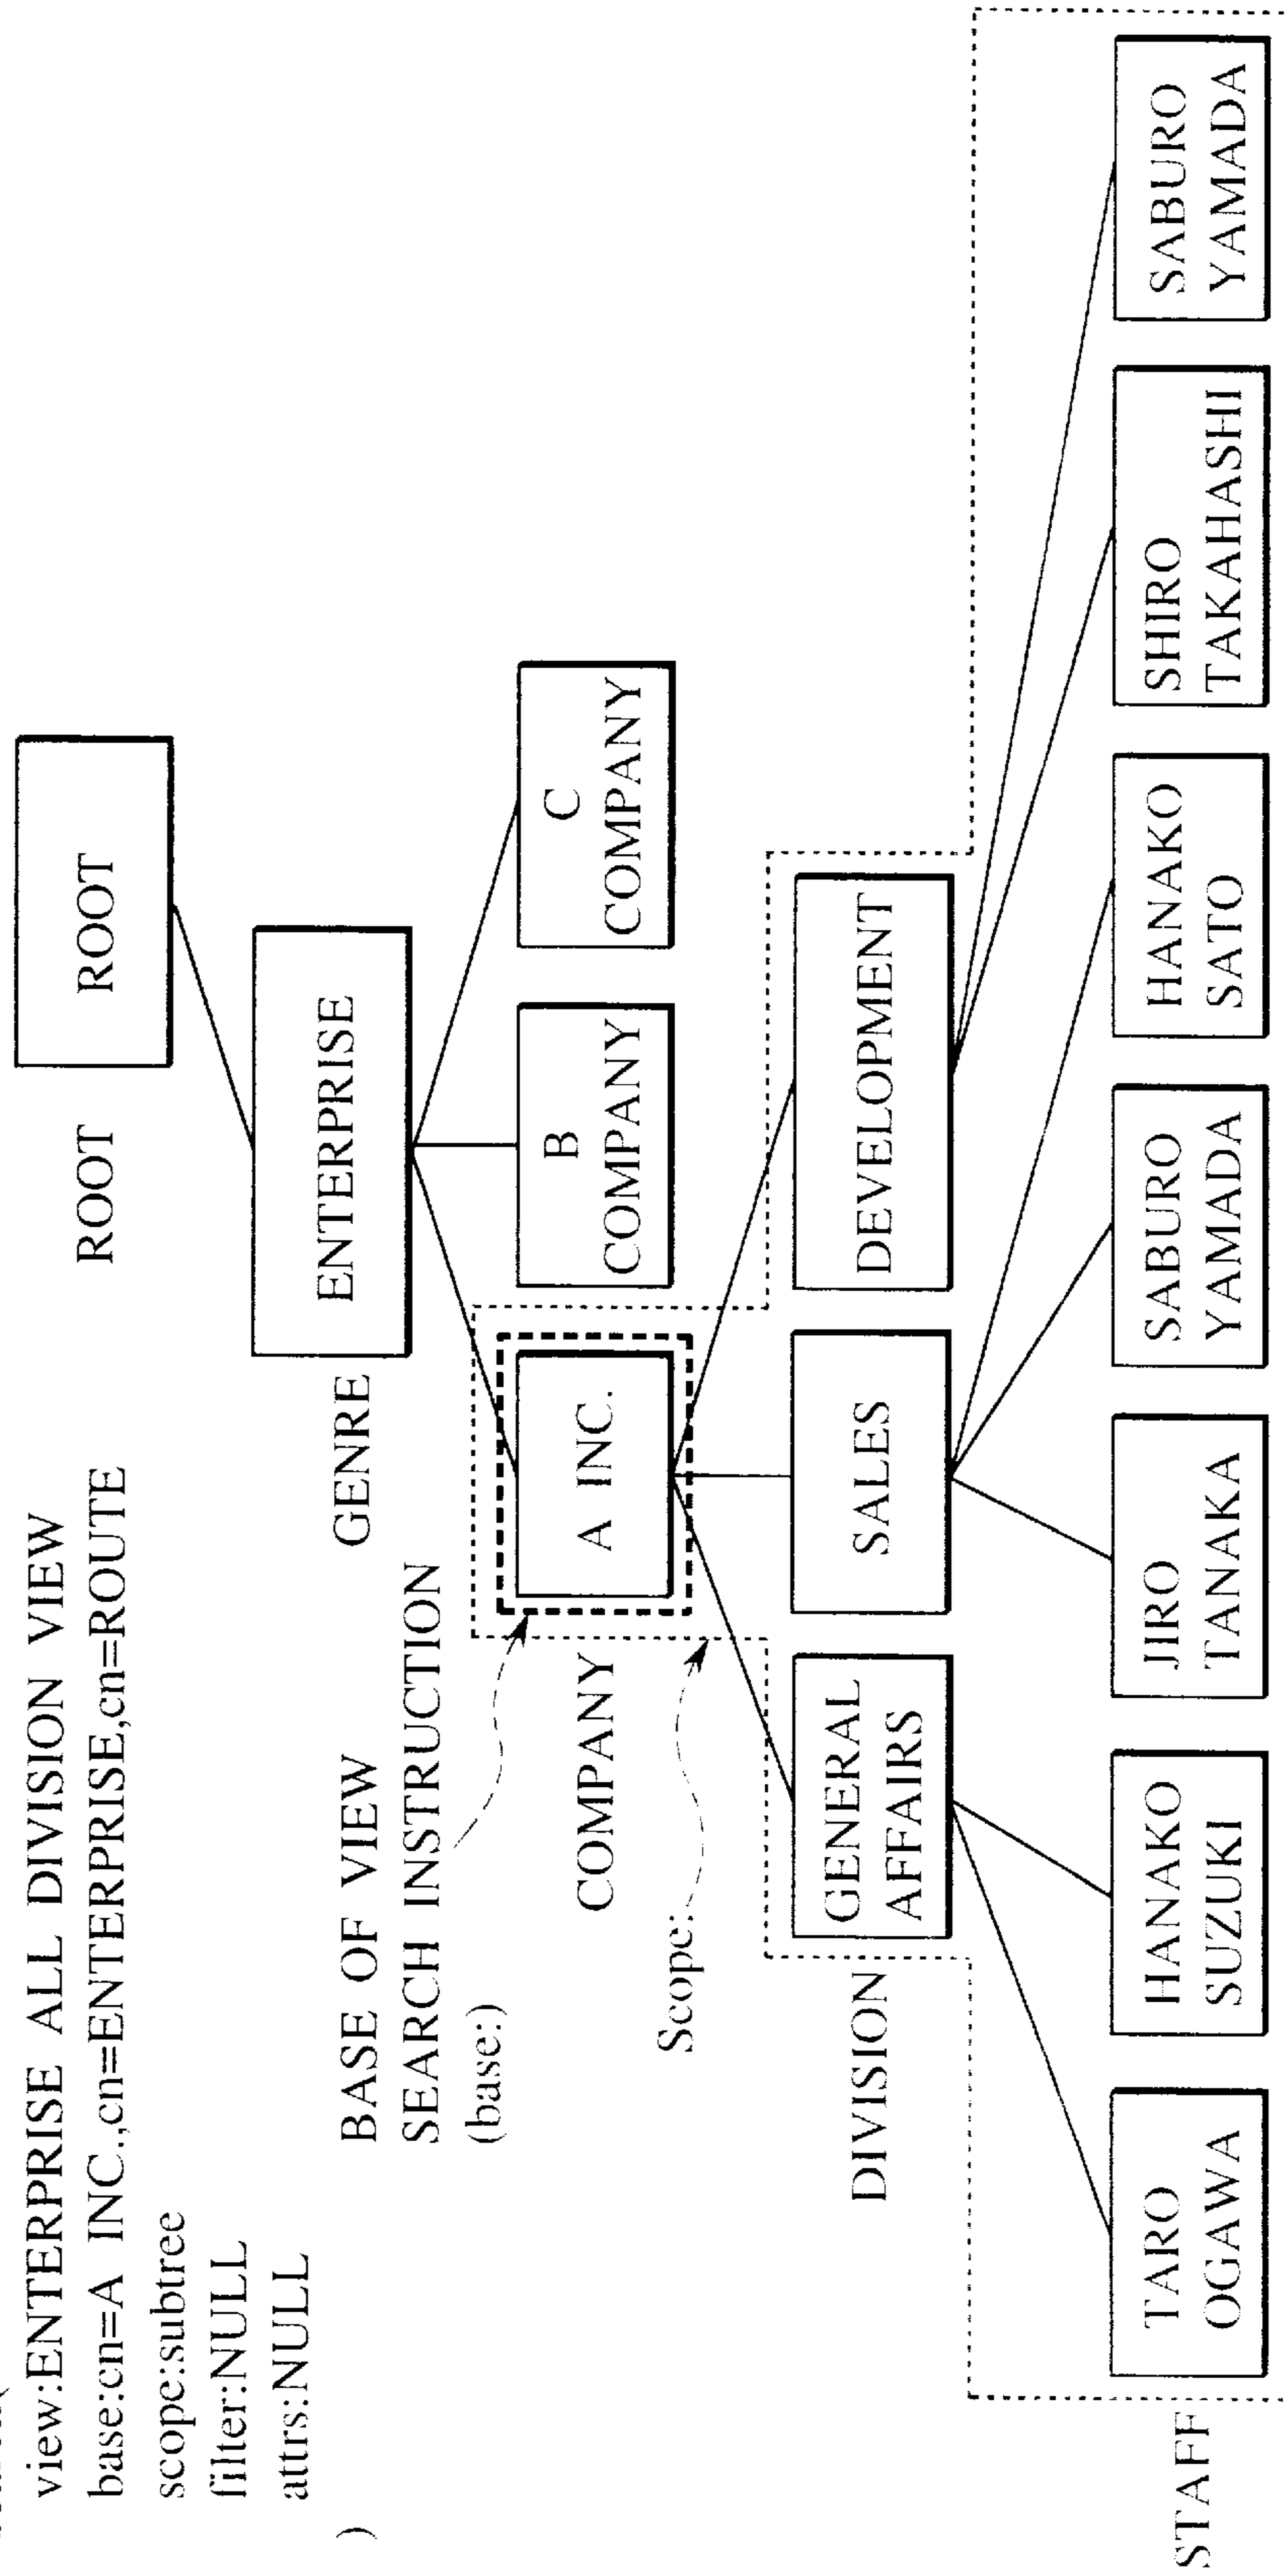 view:ENTERPRISE ALL DIVISION VIEW
base:cn=A INC.,cn=ENTERPRISE,cn=ROUTE
scope:subtree
filter:NULL
attrs:NULL
)
ROOT
ROOT
GENRE
ENTERPRISE
BASE OF VIEW
SEARCH INSTRUCTION
(base:)
COMPANY
A INC.
B
COMPANY
C
COMPANY
Scope:
DIVISION
GENERAL
AFFAIRS
SALES
DEVELOPMENT
STAFF
TARO
OGAWA
HANAKO
SUZUKI
JIRO
TANAKA
SABURO
YAMADA
HANAKO
SATO
SHIRO
TAKAHASHI
SABURO
YAMADA